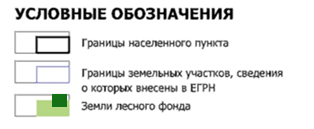 УСЛОВНЫЕ ОБОЗНАЧЕНИЯ
Границы населенного пункта
Границы земельных участков, сведения
о которых внесены в ЕГРН
Земли лесного фонда